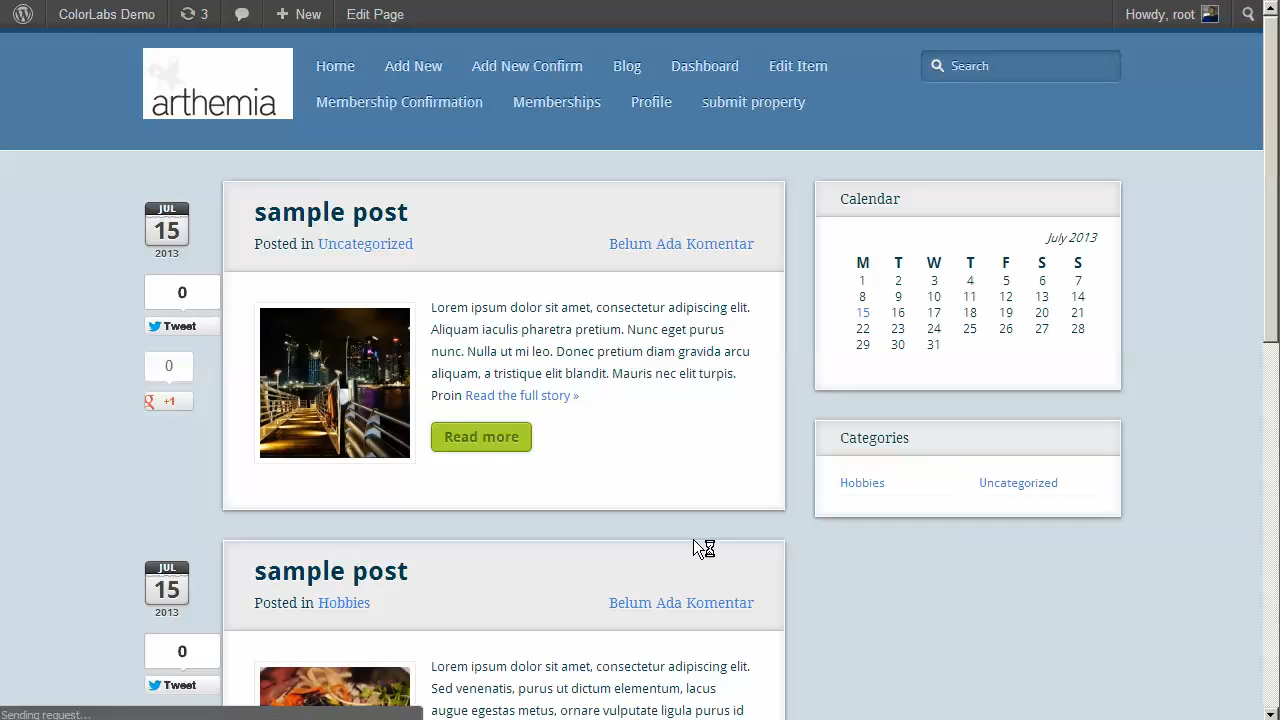 ColorLabs Demo 3 New Edit Page Howdy, root
arthemia
Home Add New Add New Confirm Blog Dashboard Edit Item
Membership Confirmation Memberships Profile submit property
Search
JUL
15
2013
0
Tweet
0
+1
sample post
Posted in Uncategorized Belum Ada Komentar
Lorem ipsum dolor sit amet, consectetur adipiscing elit.
Aliquam iaculis pharetra pretium. Nunc eget purus
nunc. Nulla ut mi leo. Donec pretium diam gravida arcu
aliquam, a tristique elit blandit. Mauris nec elit turpis.
Proin Read the full story »
Read more
Calendar
July 2013
M T W T F S S
1 2 3 4 5 6 7
8 9 10 11 12 13 14
15 16 17 18 19 20 21
22 23 24 25 26 27 28
29 30 31
Categories
Hobbies Uncategorized
JUL
15
2013
0
Tweet
sample post
Posted in Hobbies Belum Ada Komentar
Lorem ipsum dolor sit amet, consectetur adipiscing elit.
Sed venenatis, purus ut dictum elementum, lacus
augue egestas metus, ornare vulputate ligula purus id
Sending request...